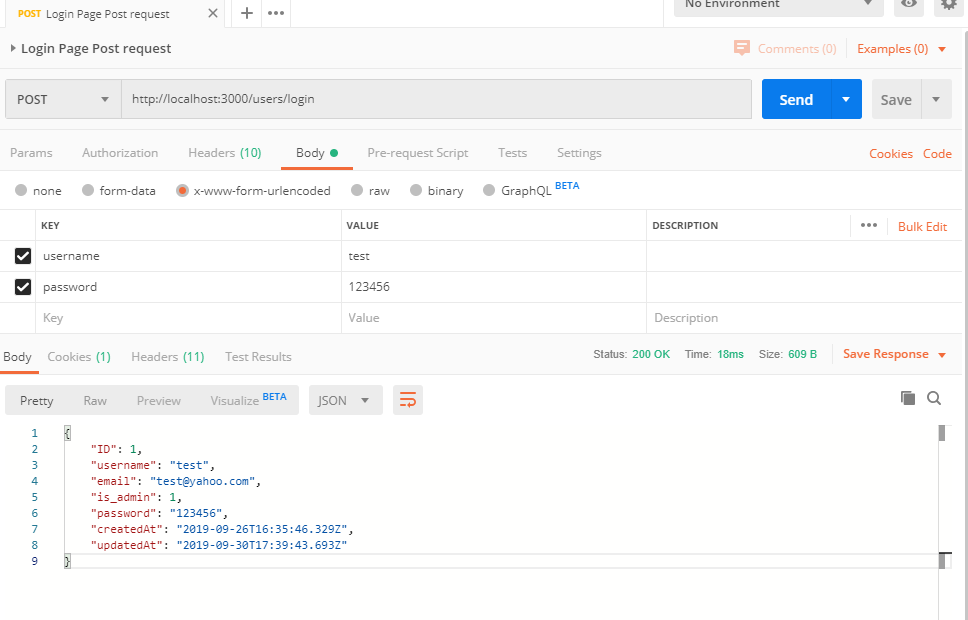 POST Login Page Post request
No Environment
Login Page Post request
Comments (0) Examples (0)
POST http://localhost:3000/users/login Send Save
Params Authorization Headers (10) Body Pre-request Script Tests Settings Cookies Code
none form-data x-www-form-urlencoded raw binary GraphQL BETA
KEY VALUE DESCRIPTION Bulk Edit
username test
password 123456
Key Value Description
Body Cookies (1) Headers (11) Test Results Status: 200 OK Time: 18ms Size: 609 B Save Response
Pretty Raw Preview Visualize BETA JSON
1 {
2 "ID": 1,
3 "username": "test",
4 "email": "test@yahoo.com",
5 "is_admin": 1,
6 "password": "123456",
7 "createdAt": "2019-09-26T16:35:46.329Z",
8 "updatedAt": "2019-09-30T17:39:43.693Z"
9 }